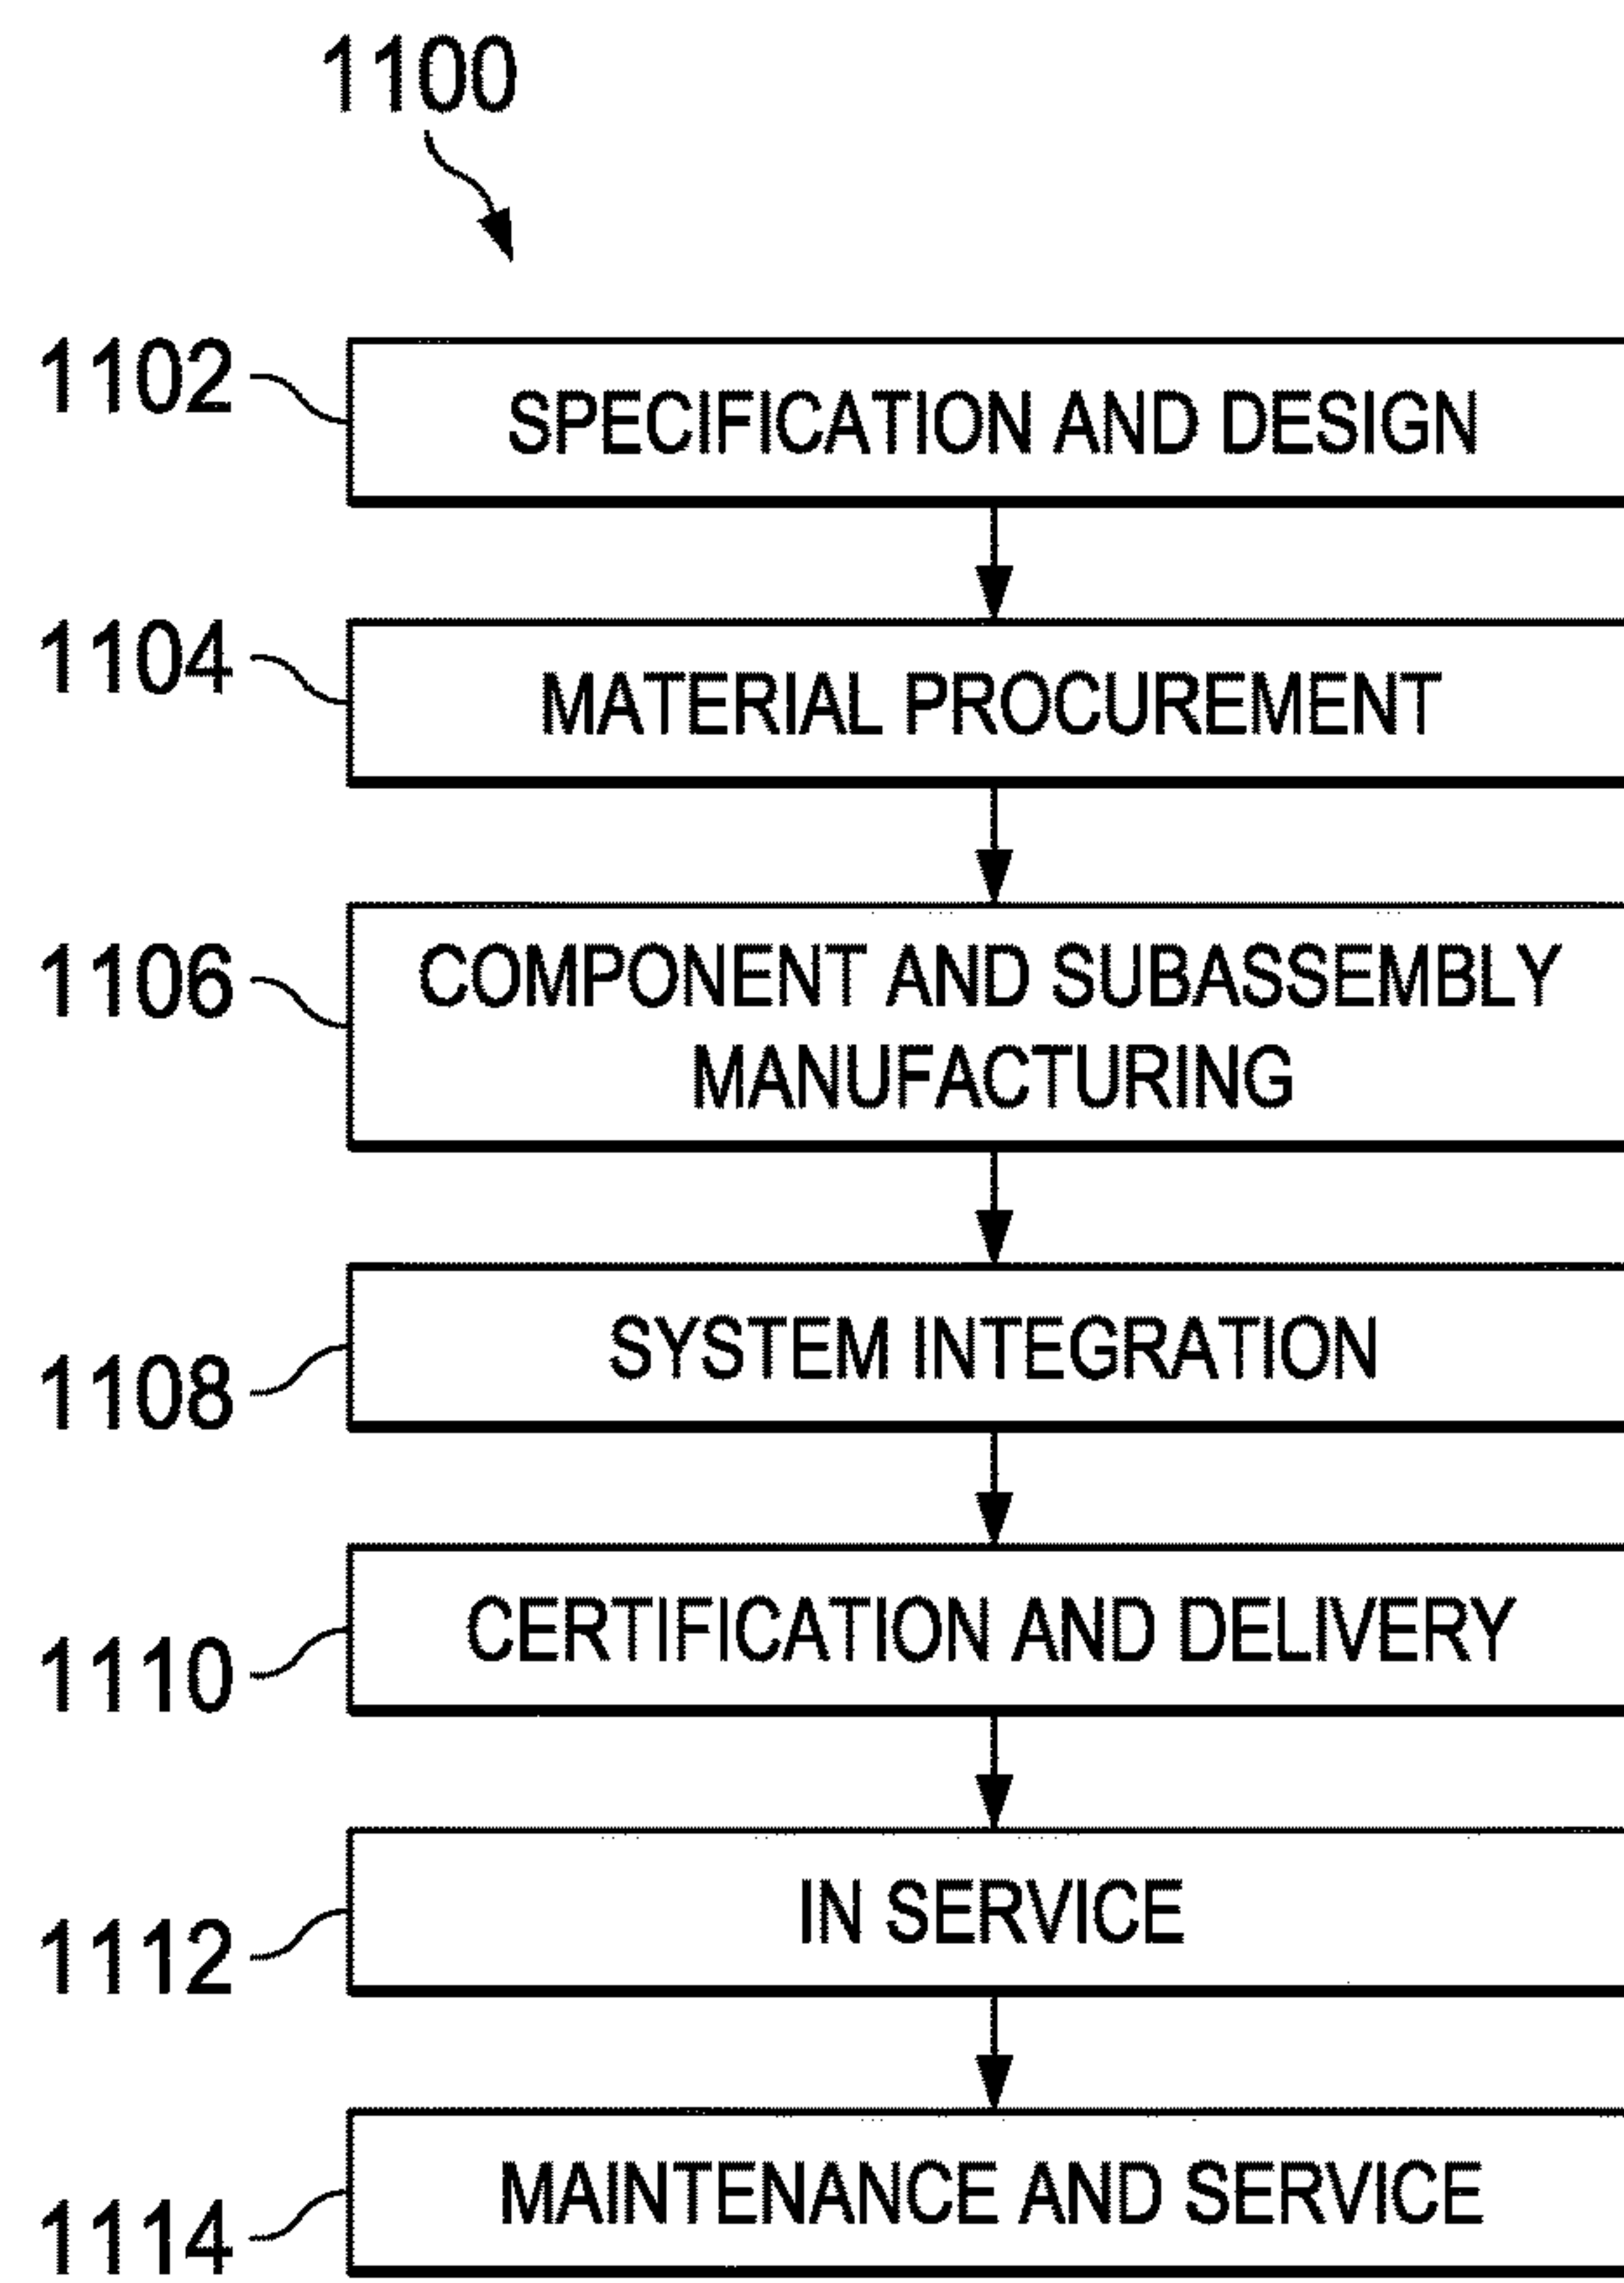 1100
1102
SPECIFICATION AND DESIGN
1104
MATERIAL PROCUREMENT
1106
COMPONENT AND SUBASSEMBLY
MANUFACTURING
1108
SYSTEM INTEGRATION
1110
CERTIFICATION AND DELIVERY
1112
IN SERVICE
1114
MAINTENANCE AND SERVICE